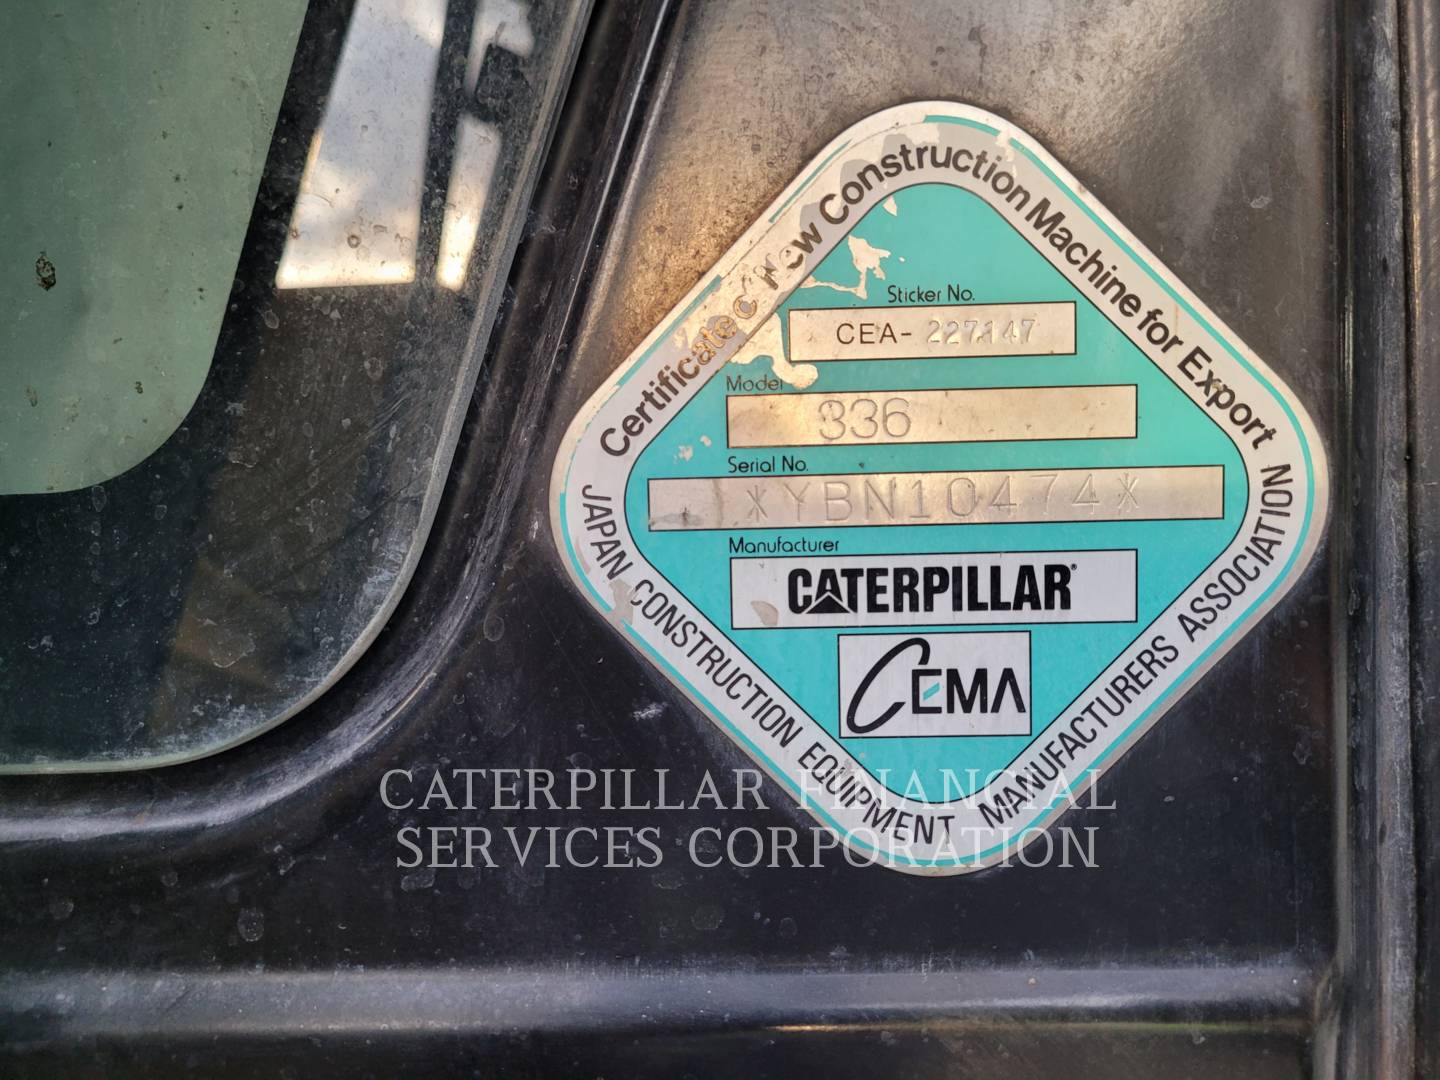 Certificate of New Construction Machine for Export
Sticker No.
CEA- 227147
Model
336
Serial No.
*YBN10474*
Manufacturer
CATERPILLAR®
CEMA
JAPAN CONSTRUCTION EQUIPMENT MANUFACTURERS ASSOCIATION
CATERPILLAR FINANCIAL
SERVICES CORPORATION